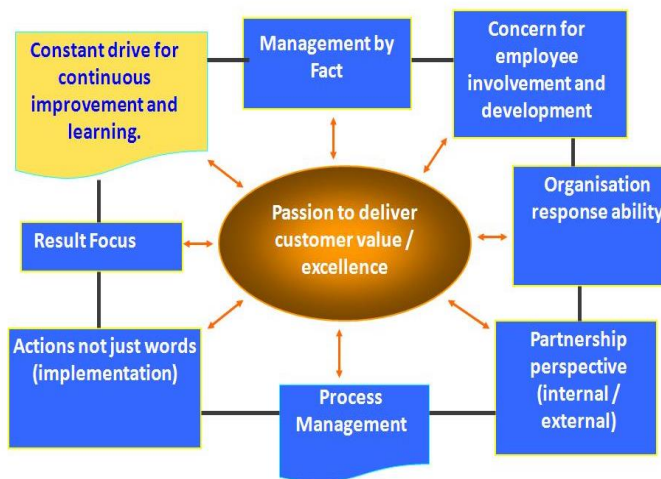 Constant drive for
continuous
improvement and
learning.
Management by
Fact
Concern for
employee
involvement and
development
Organisation
response ability
Partnership
perspective
(internal /
external)
Process
Management
Actions not just words
(implementation)
Result Focus
Passion to deliver
customer value /
excellence